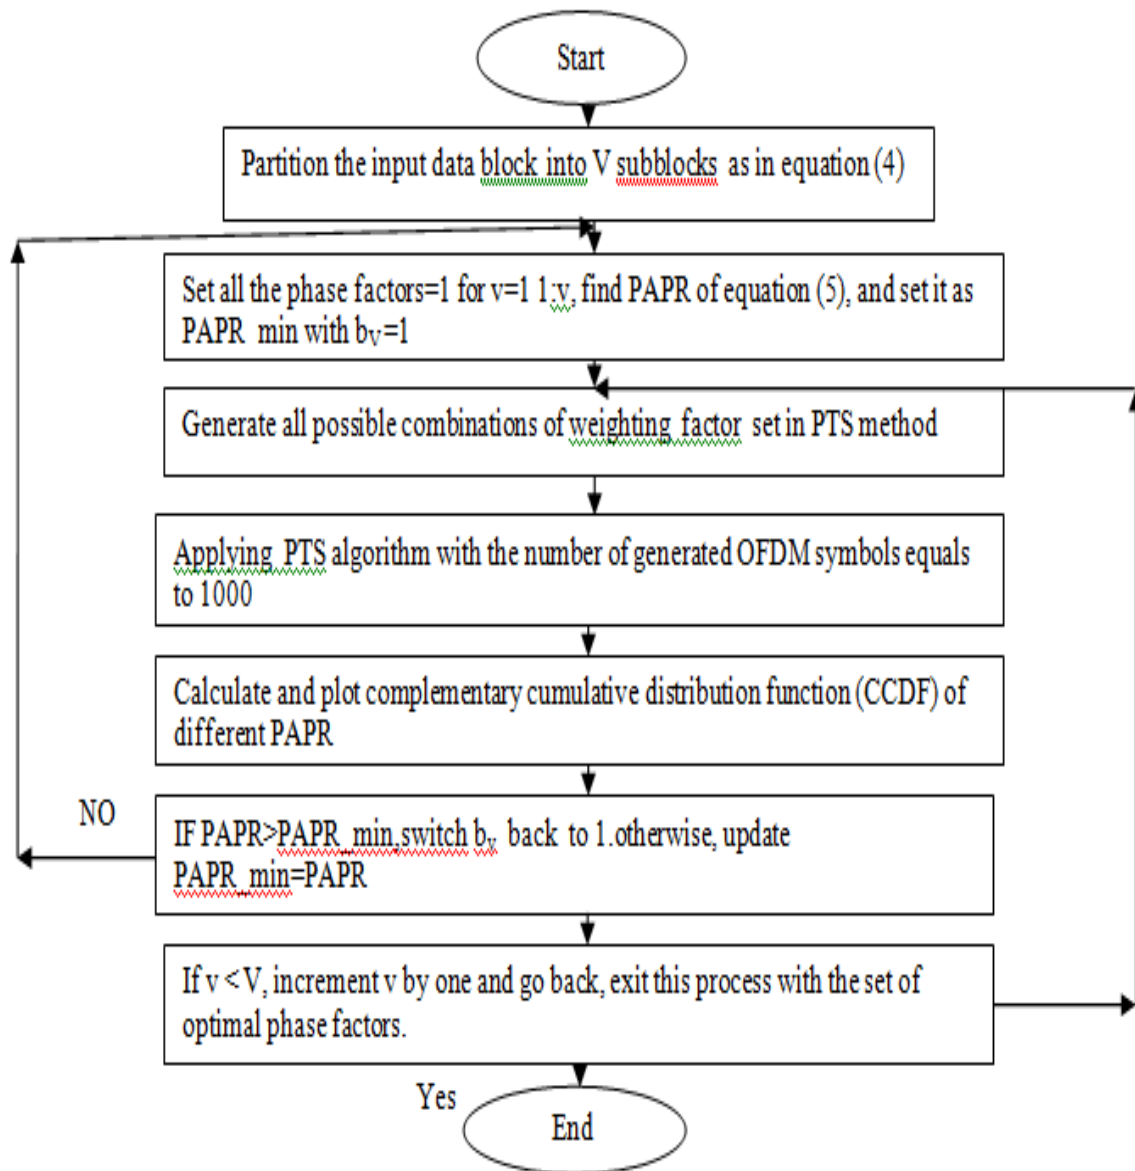 Start
Partition the input data block into V subblocks as in equation (4)
Set all the phase factors=1 for v=1 1:v, find PAPR of equation (5), and set it as
PAPR min with bV=1
Generate all possible combinations of weighting factor set in PTS method
Applying PTS algorithm with the number of generated OFDM symbols equals
to 1000
Calculate and plot complementary cumulative distribution function (CCDF) of
different PAPR
NO
IF PAPR>PAPR_min,switch bv back to 1.otherwise, update
PAPR_min=PAPR
If v < V, increment v by one and go back, exit this process with the set of
optimal phase factors.
Yes
End